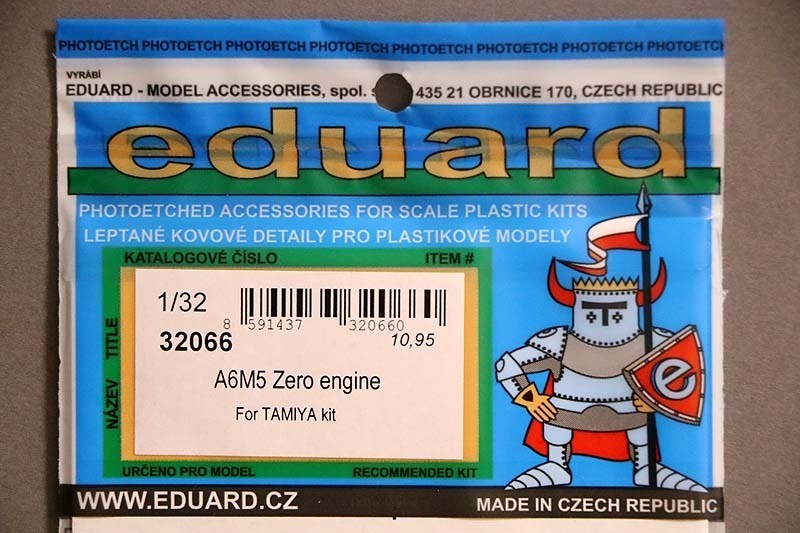 PHOTOETCH PHOTOETCH PHOTOETCH PHOTOETCH PHOTOETCH PHOTOETCH PHOTOETCH PHOTOETCH
VYRÁBÍ
EDUARD - MODEL ACCESSORIES, spol. 435 21 OBRNICE 170, CZECH REPUBLIC
eduard
PHOTOETCHED ACCESSORIES FOR SCALE PLASTIC KITS
LEPTANÉ KOVOVÉ DETAILY PRO PLASTIKOVÉ MODELY
KATALOGOVÉ ČÍSLO ITEM #
NÁZEV TITLE
1/32
8 591437 320660
32066 10,95
A6M5 Zero engine
For TAMIYA kit
e
URČENO PRO MODEL RECOMMENDED KIT
WWW.EDUARD.CZ MADE IN CZECH REPUBLIC